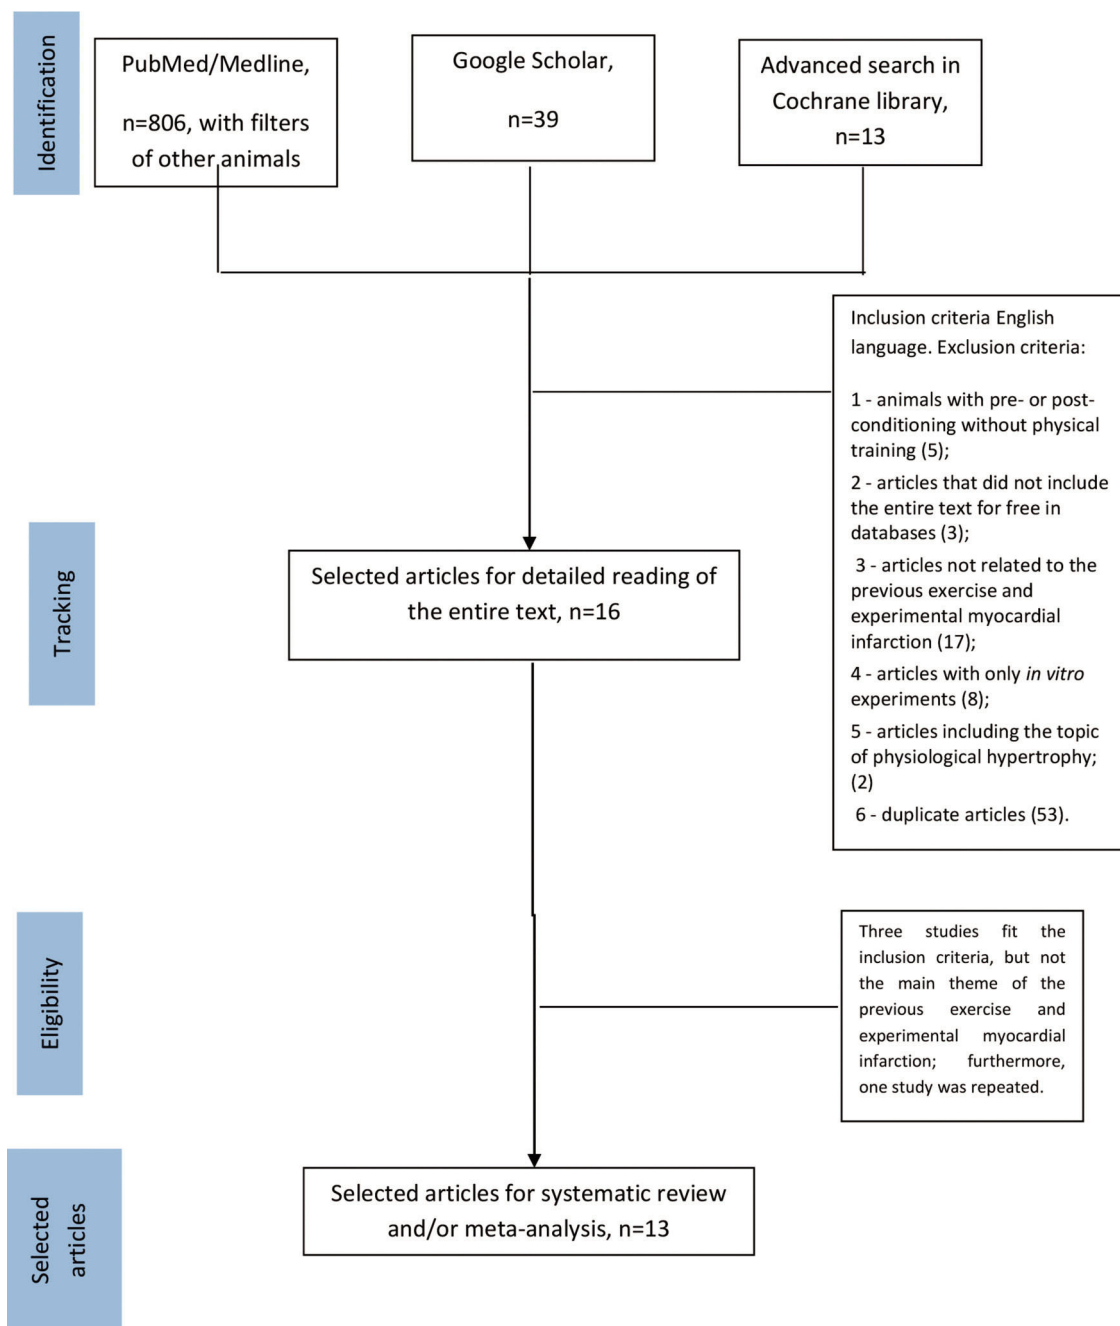 Identification
PubMed/Medline,
n=806, with filters
of other animals
Google Scholar,
n=39
Advanced search in
Cochrane library,
n=13
Inclusion criteria English
language. Exclusion criteria:
1 - animals with pre- or post-
conditioning without physical
training (5);
2 - articles that did not include
the entire text for free in
databases (3);
3 - articles not related to the
previous exercise and
experimental myocardial
infarction (17);
4 - articles with only in vitro
experiments (8);
5 - articles including the topic
of physiological hypertrophy;
(2)
6 - duplicate articles (53).
Tracking
Selected articles for detailed reading of
the entire text, n=16
Eligibility
Three studies fit the
inclusion criteria, but not
the main theme of the
previous exercise and
experimental myocardial
infarction; furthermore,
one study was repeated.
Selected
articles
Selected articles for systematic review
and/or meta-analysis, n=13